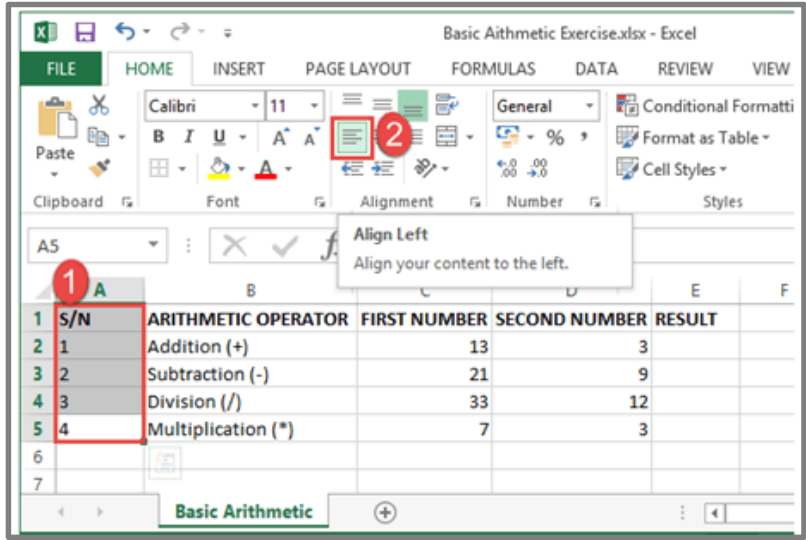 Basic Aithmetic Exercise.xlsx - Excel
FILE HOME INSERT PAGE LAYOUT FORMULAS DATA REVIEW VIEW
Calibri 11 General Conditional Formatti
Paste B I U A A 2 % , Format as Table
A .00 .00 Cell Styles
Clipboard Font Alignment Number Styles
A5
Align Left
Align your content to the left.
1
A B C D E F
1 S/N ARITHMETIC OPERATOR FIRST NUMBER SECOND NUMBER RESULT
2 1 Addition (+) 13 3
3 2 Subtraction (-) 21 9
4 3 Division (/) 33 12
5 4 Multiplication (*) 7 3
6
7
Basic Arithmetic